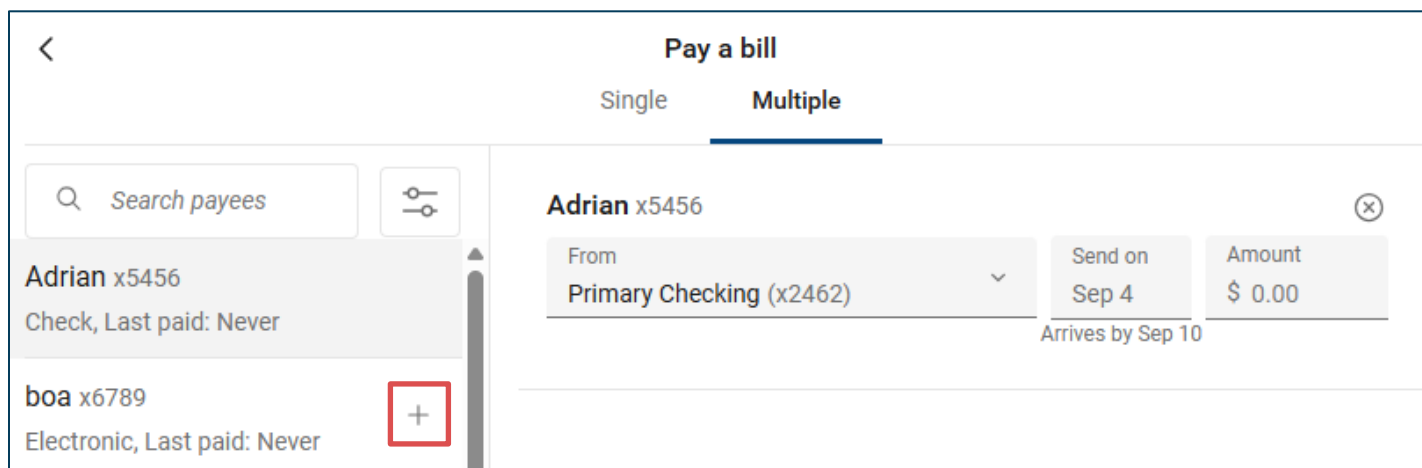 Pay a bill
Single Multiple
Search payees
Adrian x5456
Check, Last paid: Never
boa x6789
Electronic, Last paid: Never
Adrian x5456
From
Primary Checking (x2462)
Send on
Sep 4
Arrives by Sep 10
Amount
$ 0.00